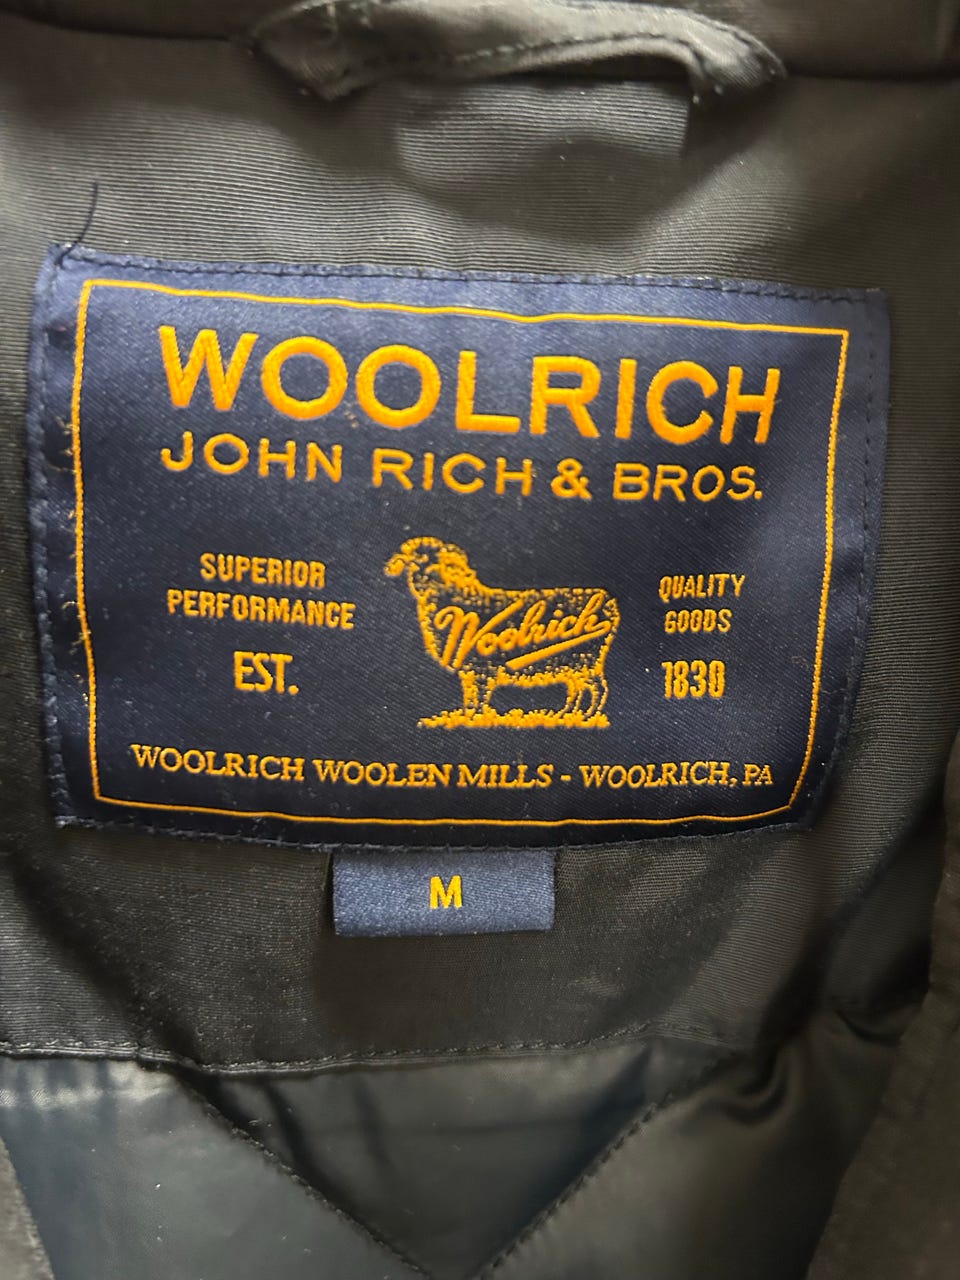 WOOLRICH
JOHN RICH & BROS.
SUPERIOR
PERFORMANCE
EST.
Woolrich
QUALITY
GOODS
1830
WOOLRICH WOOLEN MILLS - WOOLRICH, PA
M